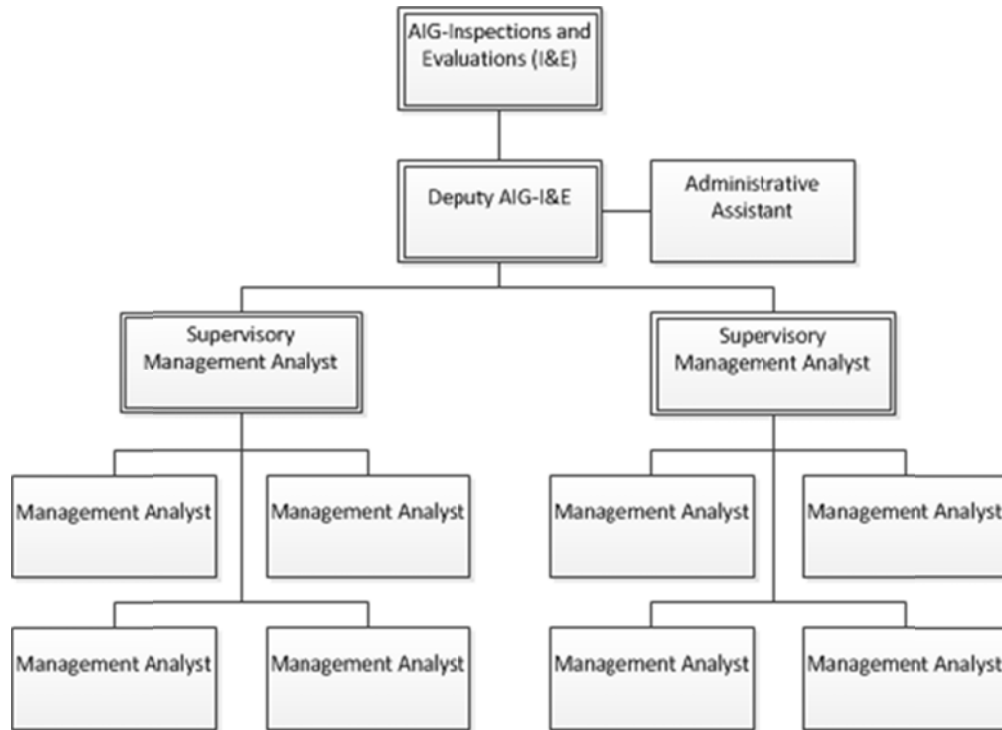 AIG-Inspections and
Evaluations (I&E)
Deputy AIG-I&E
Administrative
Assistant
Supervisory
Management Analyst
Supervisory
Management Analyst
Management Analyst
Management Analyst
Management Analyst
Management Analyst
Management Analyst
Management Analyst
Management Analyst
Management Analyst